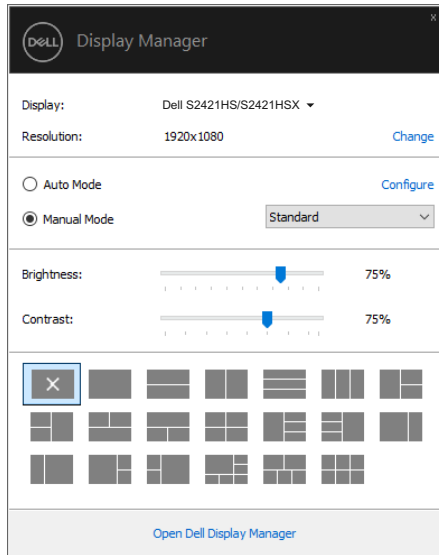 x
DELL Display Manager
Display: Dell S2421HS/S2421HSX
Resolution: 1920x1080 Change
Auto Mode Configure
Manual Mode Standard
Brightness: 75%
Contrast: 75%
Open Dell Display Manager